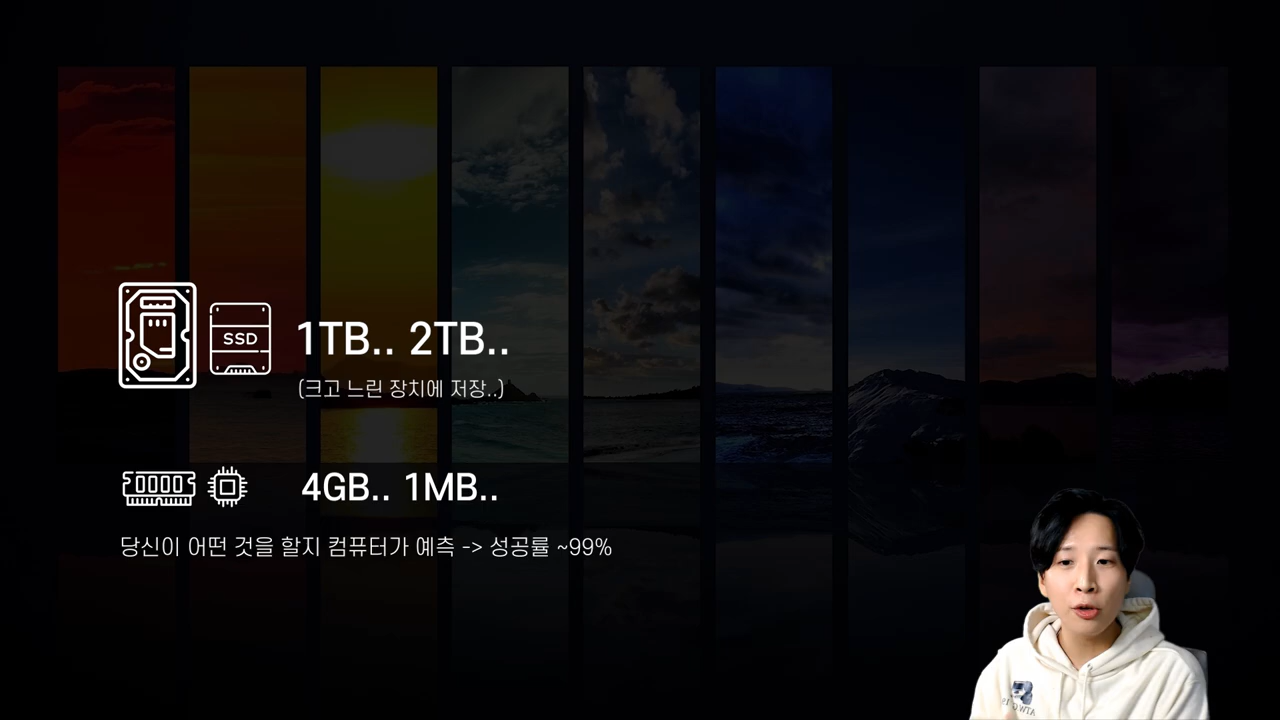 SSD
1TB.. 2TB..
(크고 느린 장치에 저장..)
4GB.. 1MB..
당신이 어떤 것을 할지 컴퓨터가 예측 -> 성공률 ~99%